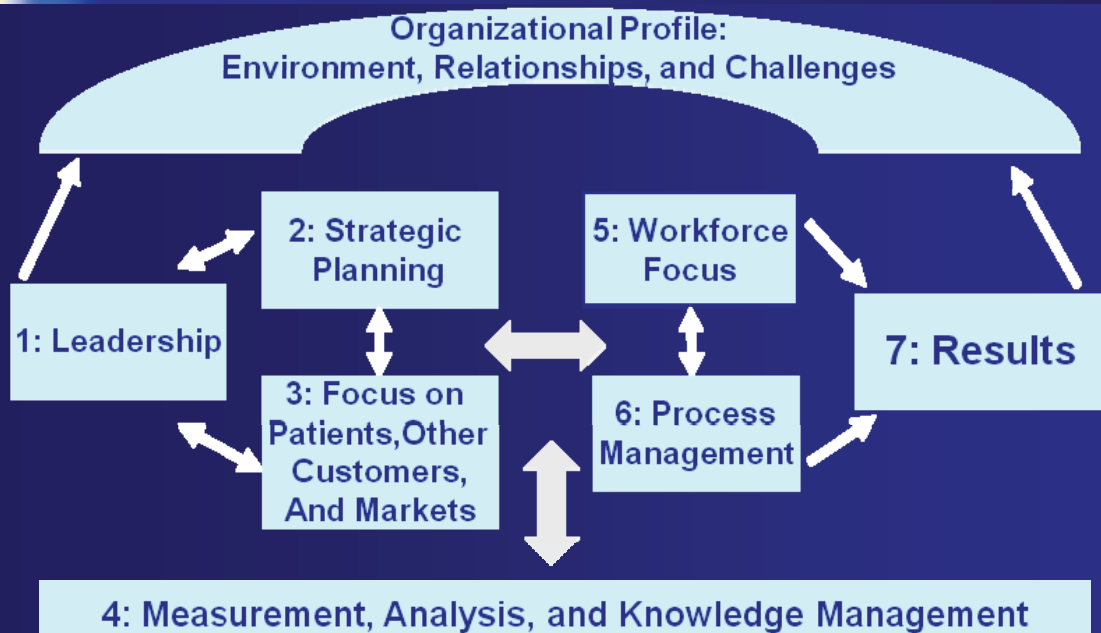 Organizational Profile:
Environment, Relationships, and Challenges
2: Strategic
Planning
5: Workforce
Focus
1: Leadership
7: Results
3: Focus on
Patients,Other
Customers,
And Markets
6: Process
Management
4: Measurement, Analysis, and Knowledge Management